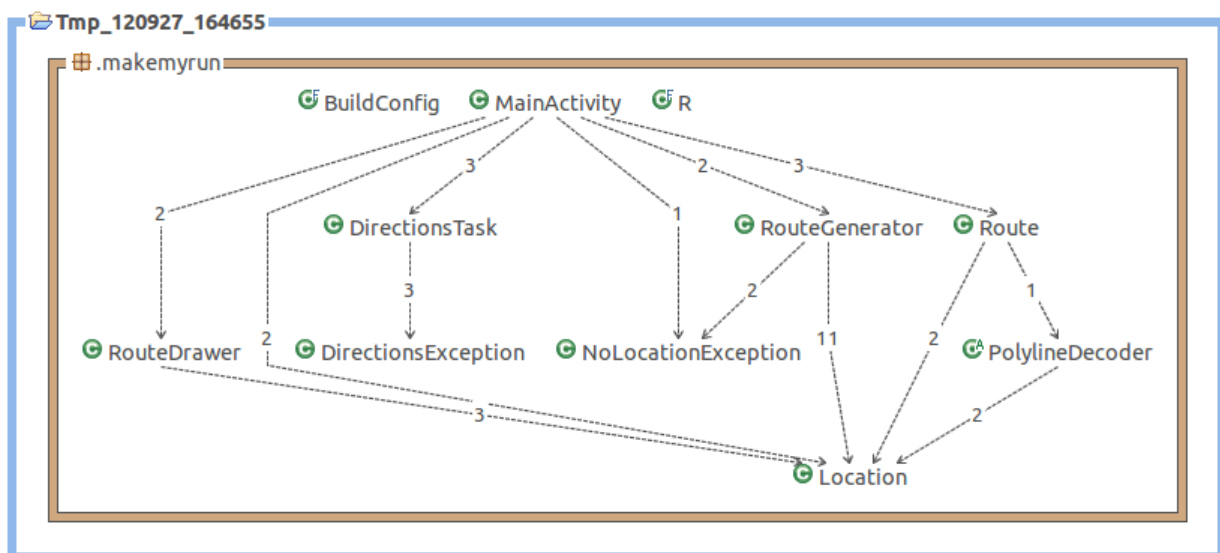 Tmp_120927_164655
.makemyrun
BuildConfig MainActivity R
3 2 3
2 DirectionsTask 1 RouteGenerator Route
3 2 1
2 11 2
RouteDrawer DirectionsException NoLocationException PolylineDecoder
3 2
Location